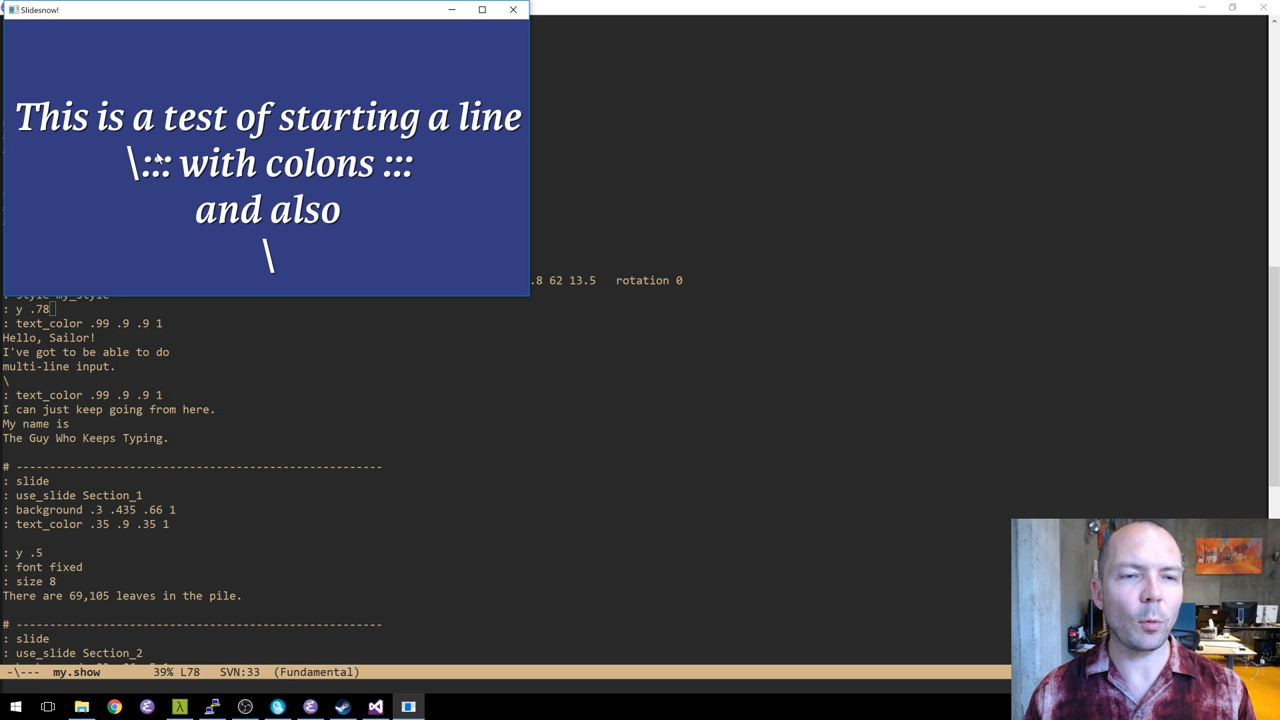 Slidesnow!
This is a test of starting a line
\::: with colons :::
and also
\
.8 62 13.5   rotation 0
: style my_style
: y .78
: text_color .99 .9 .9 1
Hello, Sailor!
I've got to be able to do
multi-line input.
\
: text_color .99 .9 .9 1
I can just keep going from here.
My name is
The Guy Who Keeps Typing.
# -------------------------------------------------------
: slide
: use_slide Section_1
: background .3 .435 .66 1
: text_color .35 .9 .35 1
: y .5
: font fixed
: size 8
There are 69,105 leaves in the pile.
# -------------------------------------------------------
: slide
: use_slide Section_2
-\--- my.show 39% L78 SVN:33 (Fundamental)